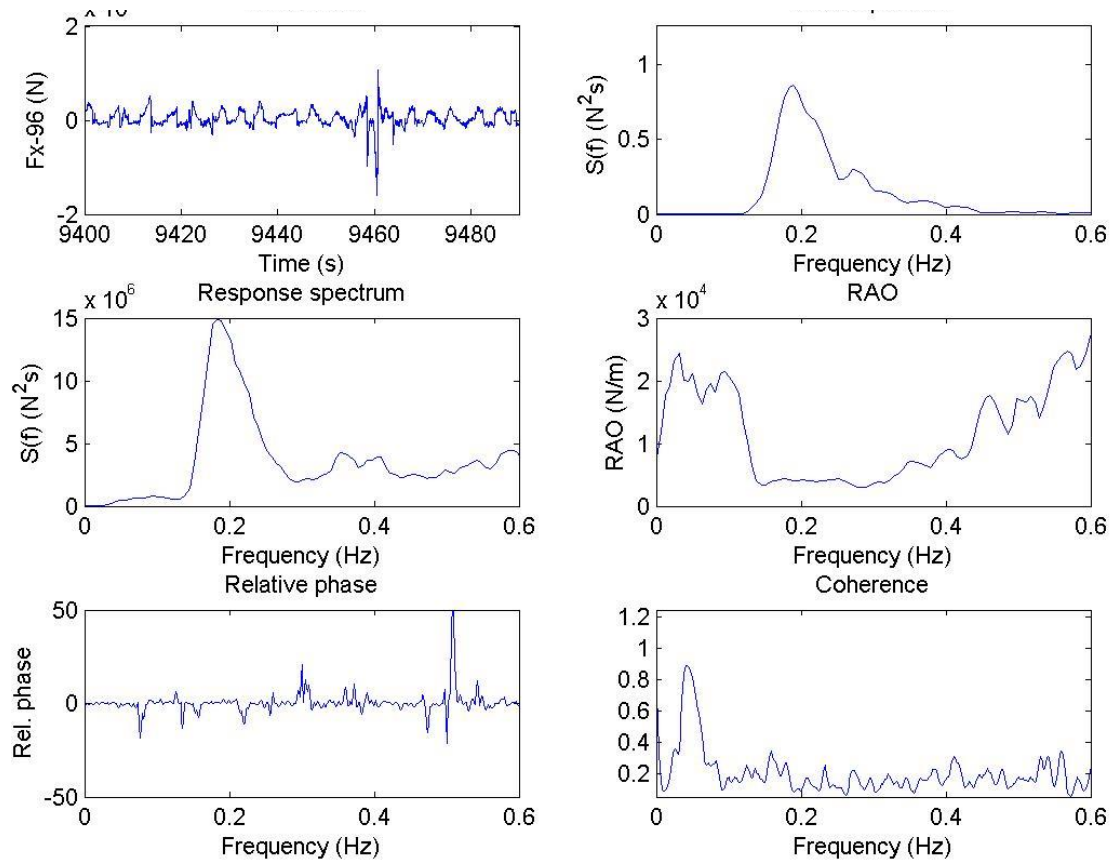 x 10
2
0
-2
Fx-96 (N)
9400 9420 9440 9460 9480
Time (s)
1
0.5
0
S(f) (N²s)
0 0.2 0.4 0.6
Frequency (Hz)
x 10⁶
Response spectrum
15
10
5
0
S(f) (N²s)
0 0.2 0.4 0.6
Frequency (Hz)
x 10⁴
RAO
3
2
1
0
RAO (N/m)
0 0.2 0.4 0.6
Frequency (Hz)
Relative phase
50
0
-50
Rel. phase
0 0.2 0.4 0.6
Frequency (Hz)
Coherence
1.2
1
0.8
0.6
0.4
0.2
0 0.2 0.4 0.6
Frequency (Hz)